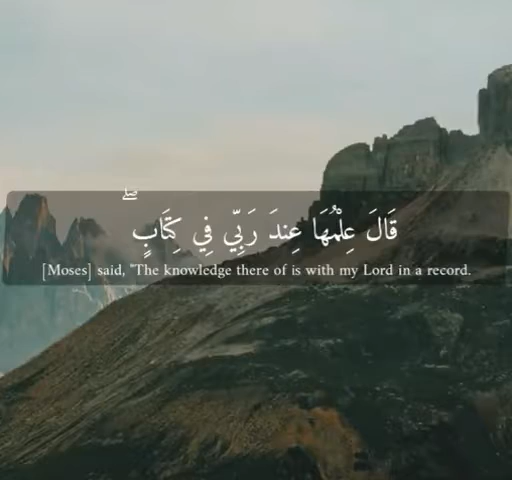 قَالَ عِلْمُهَا عِندَ رَبِّي فِي كِتَابٍ ۖ
[Moses] said, "The knowledge there of is with my Lord in a record.